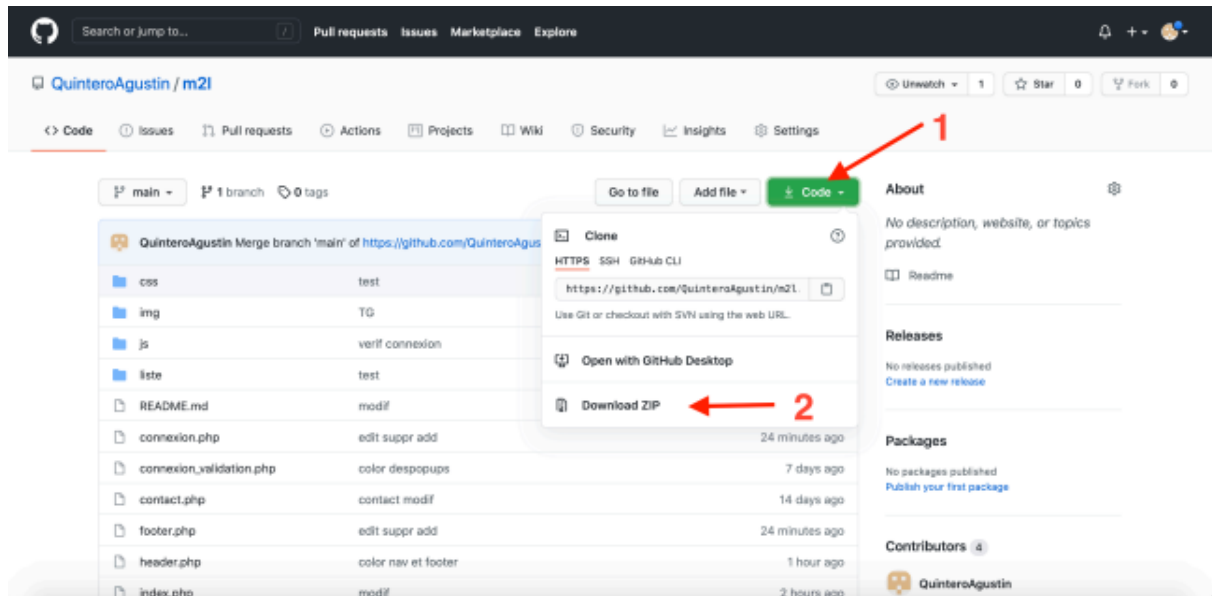 Search or jump to... / Pull requests Issues Marketplace Explore
QuinteroAgustin / m2l Unwatch 1 Star 0 Fork 0
<> Code Issues Pull requests Actions Projects Wiki Security Insights Settings
1
main 1 branch 0 tags Go to file Add file Code About
No description, website, or topics
provided.
QuinteroAgustin Merge branch 'main' of https://github.com/QuinteroAgus Clone
HTTPS SSH GitHub CLI
Readme
css test
https://github.com/QuinteroAgustin/m2l.
img TG
Use Git or checkout with SVN using the web URL.
Releases
js verif connexion
Open with GitHub Desktop
No releases published
liste test
Create a new release
README.md modif Download ZIP 2
connexion.php edit suppr add 24 minutes ago Packages
connexion_validation.php color despopups 7 days ago No packages published
Publish your first package
contact.php contact modif 14 days ago
footer.php edit suppr add 24 minutes ago
Contributors 4
header.php color nav et footer 1 hour ago
QuinteroAgustin
index.php modif 2 hours ago